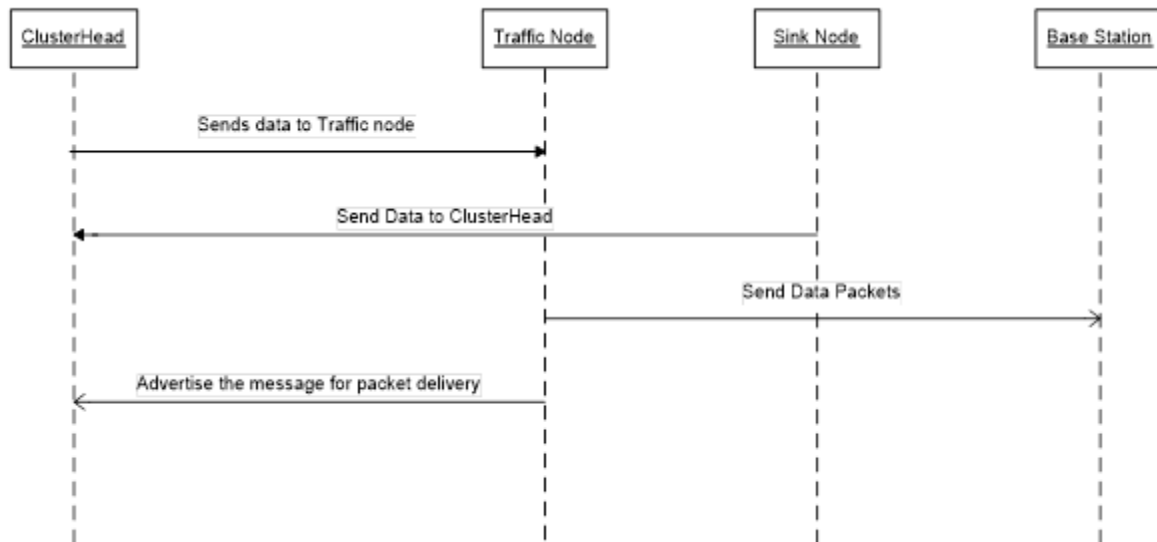 ClusterHead
Traffic Node
Sink Node
Base Station
Sends data to Traffic node
Send Data to ClusterHead
Send Data Packets
Advertise the message for packet delivery